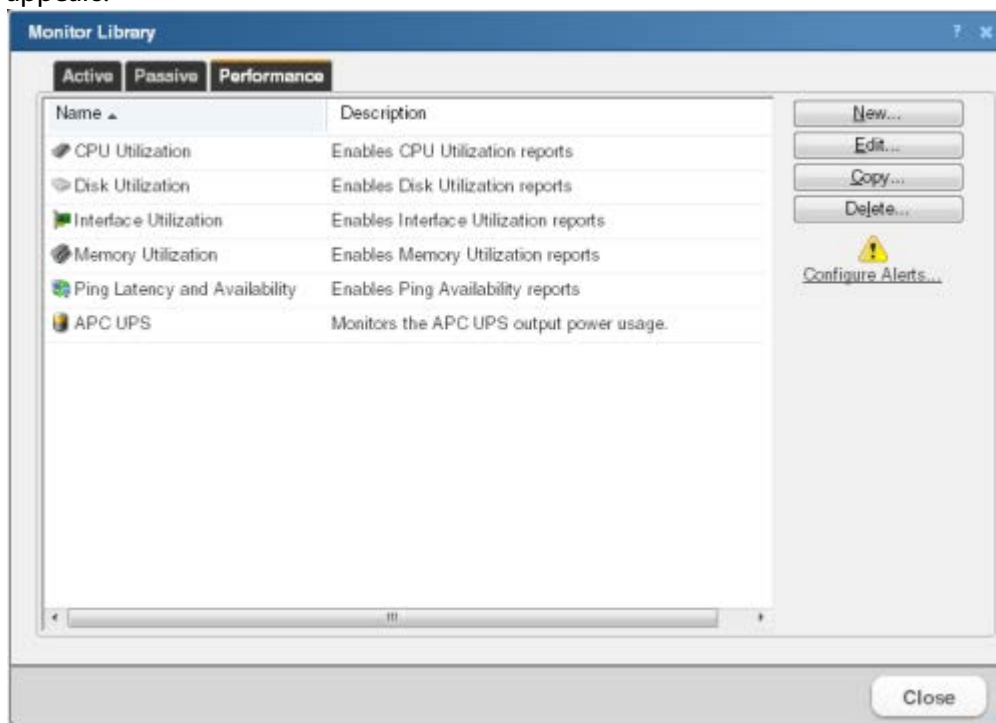 appears.
Monitor Library ? ×
Active Passive Performance
Name Description
CPU Utilization Enables CPU Utilization reports
Disk Utilization Enables Disk Utilization reports
Interface Utilization Enables Interface Utilization reports
Memory Utilization Enables Memory Utilization reports
Ping Latency and Availability Enables Ping Availability reports
APC UPS Monitors the APC UPS output power usage.
New...
Edit...
Copy...
Delete...
Configure Alerts...
Close